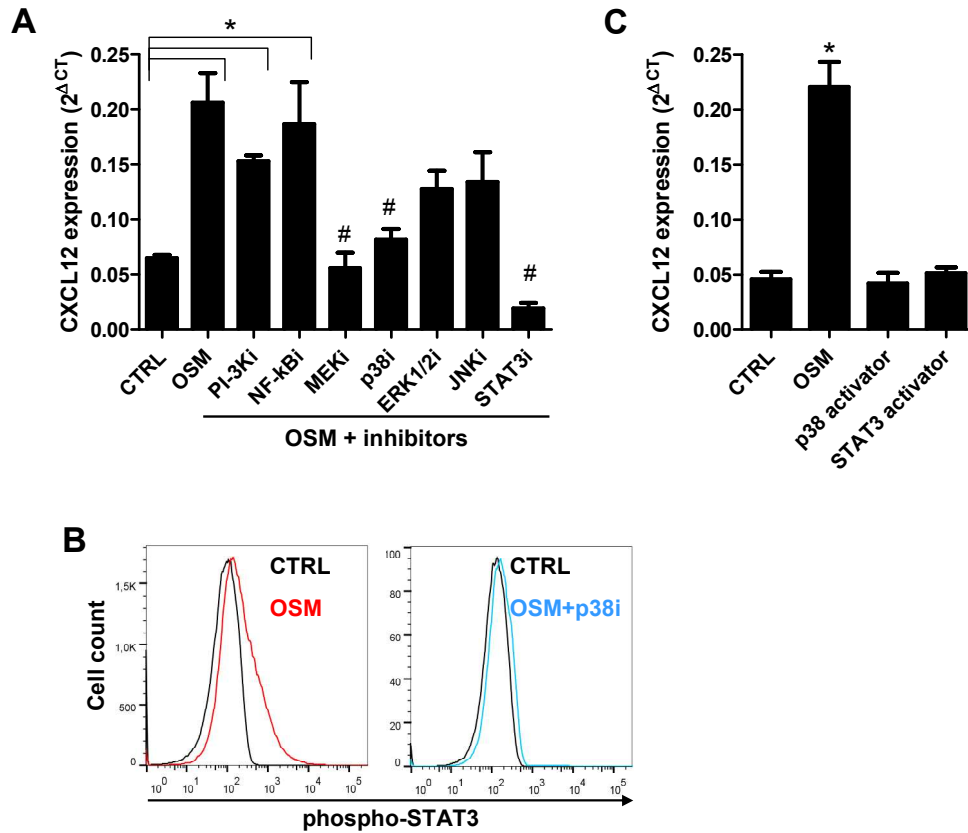 A
*
CXCL12 expression (2^ΔCT)
0.25
0.20
0.15
0.10
0.05
0.00
#
#
#
CTRL
OSM
PI-3Ki
NF-kBi
MEKi
p38i
ERK1/2i
JNKi
STAT3i
OSM + inhibitors
C
*
CXCL12 expression (2^ΔCT)
0.25
0.20
0.15
0.10
0.05
0.00
CTRL
OSM
p38 activator
STAT3 activator
B
Cell count
1,5K
1,0K
500
0
CTRL
OSM
10^0 10^1 10^2 10^3 10^4 10^5
100
80
60
40
20
0
CTRL
OSM+p38i
10^0 10^1 10^2 10^3 10^4 10^5
phospho-STAT3